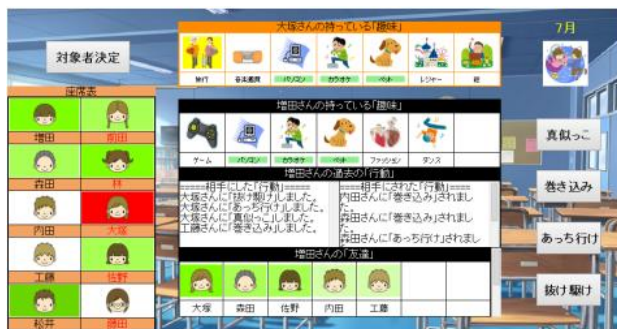 大塚さんの持っている「趣味」
7月
対象者決定
旅行 音楽鑑賞 パソコン カラオケ ペット レジャー 絵
座席表
増田 前田
森田 林
内田 大塚
工藤 佐野
松井 藤田
増田さんの持っている「趣味」
ゲーム パソコン カラオケ ペット ファッション ダンス
増田さんの過去の「行動」
=====相手にした「行動」====
大塚さんに「抜け駆け」しました。
大塚さんに「あっち行け」しました。
大塚さんに「真似っこ」しました。
工藤さんに「巻き込み」しました。
====相手にされた「行動」====
内田さんに「巻き込み」されまし
た。
森田さんに「巻き込み」されまし
た。
森田さんに「あっち行け」されまし
増田さんの「友達」
大塚 森田 佐野 内田 工藤
真似っこ
巻き込み
あっち行け
抜け駆け